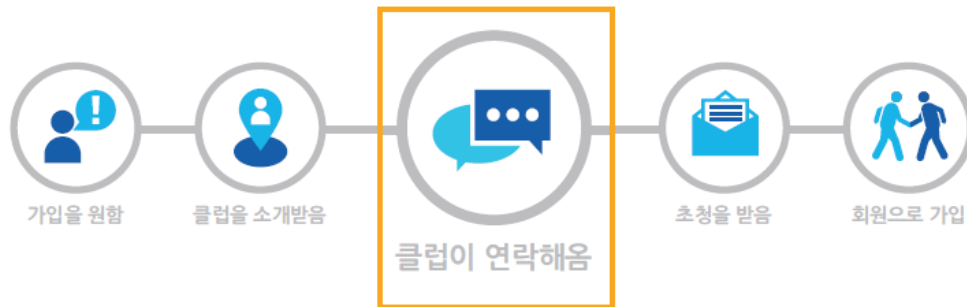 가입을 원함
클럽을 소개받음
클럽이 연락해옴
초청을 받음
회원으로 가입